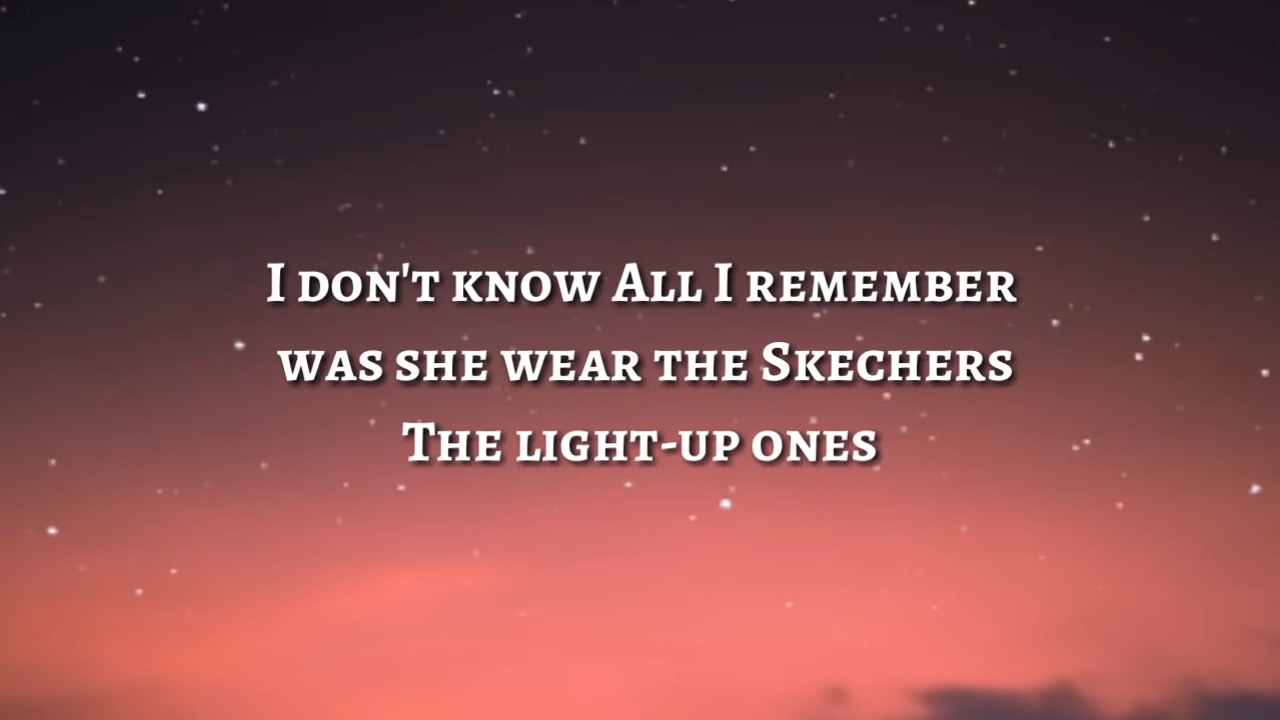 I don't know All I remember
was she wear the Skechers
The light-up ones